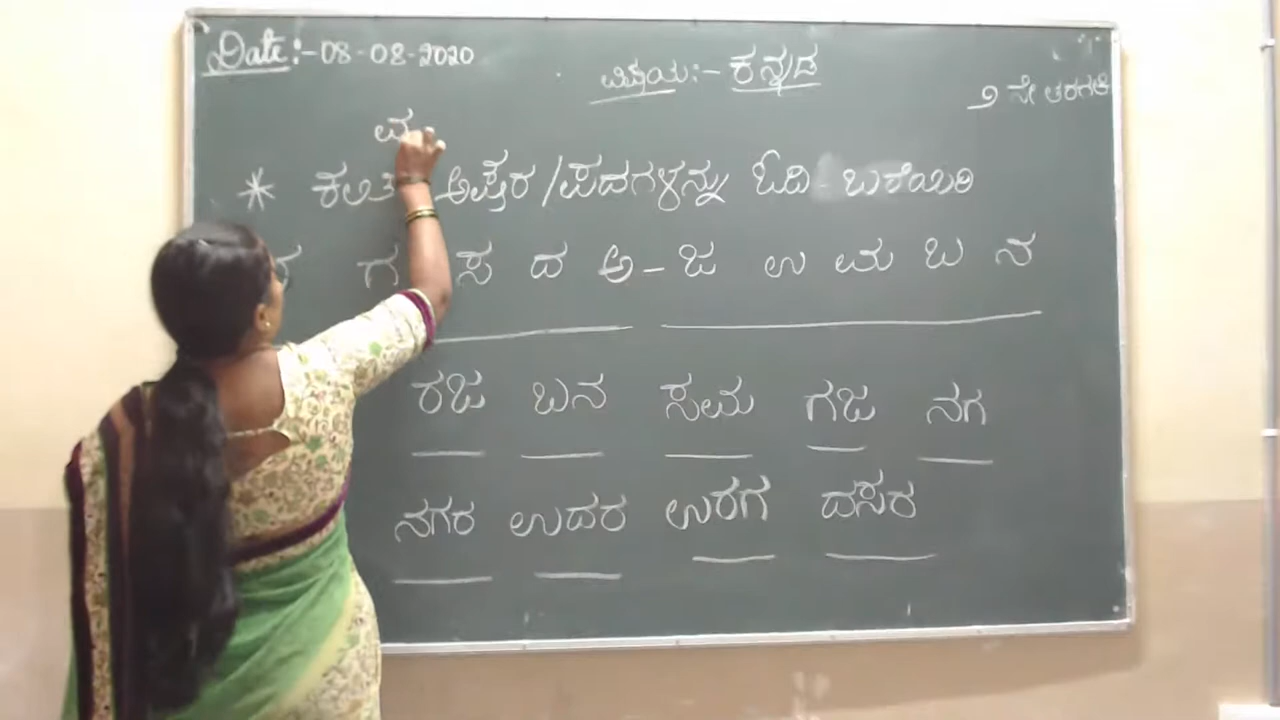 Date:-08-08-2020
ವಿಷಯ:- ಕನ್ನಡ
೨ ನೇ ತರಗತಿ
* ಕಲಿತ ಅಕ್ಷರ/ಪದಗಳನ್ನು ಓದಿ - ಬರೆಯಿರಿ
ಗ ಸ ದ ಅ - ಜ ಉ ಮ ಬ ನ
ರಜ ಬನ ಸಮ ಗಜ ನಗ
ನಗರ ಉದರ ಉರಗ ದಸರ